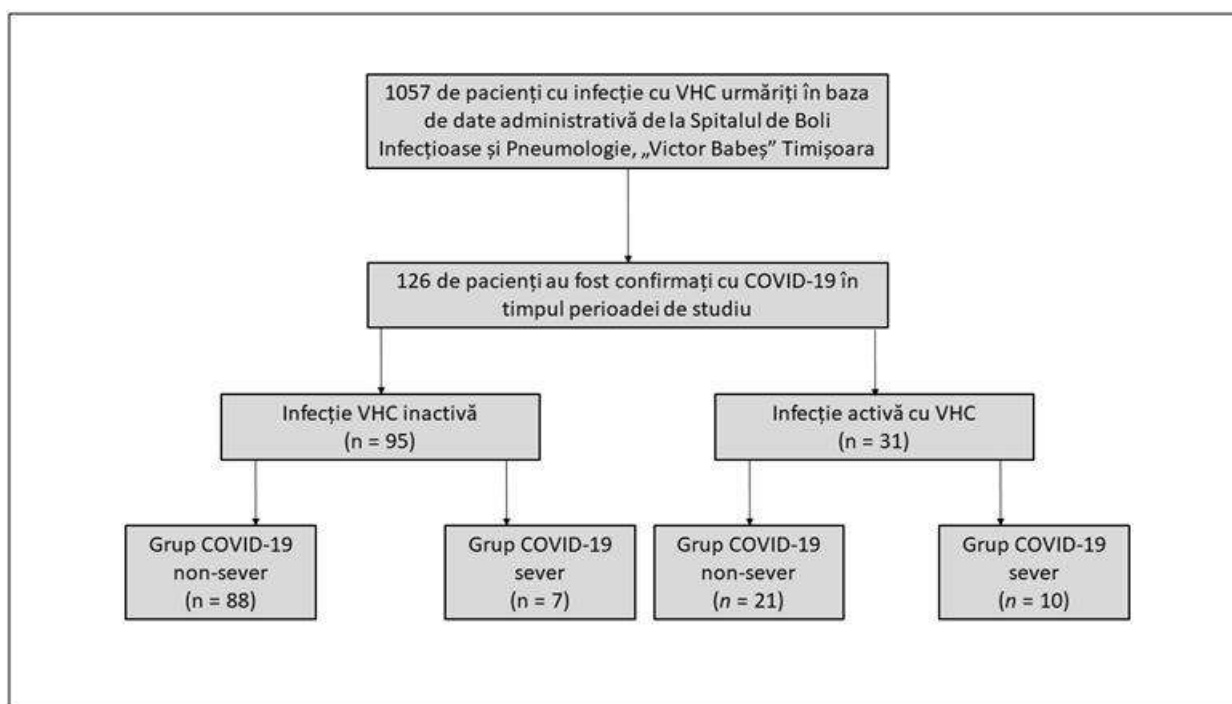 1057 de pacienți cu infecție cu VHC urmăriți în baza
de date administrativă de la Spitalul de Boli
Infecțioase și Pneumologie, „Victor Babeș” Timișoara
126 de pacienți au fost confirmați cu COVID-19 în
timpul perioadei de studiu
Infecție VHC inactivă
(n = 95)
Infecție activă cu VHC
(n = 31)
Grup COVID-19
non-sever
(n = 88)
Grup COVID-19
sever
(n = 7)
Grup COVID-19
non-sever
(n = 21)
Grup COVID-19
sever
(n = 10)